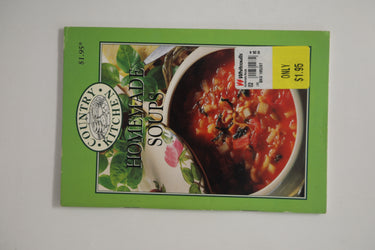 $1.95*
COUNTRY
KITCHEN
HOMEMADE
SOUPS
ONLY
$1.95